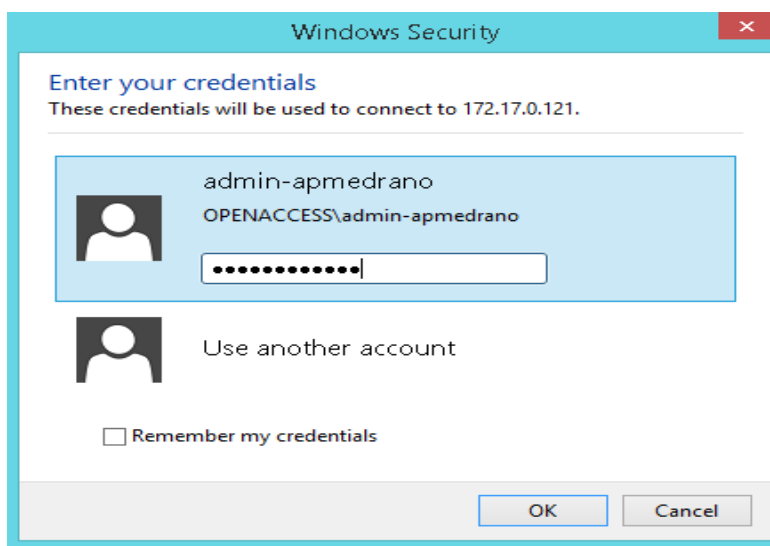 Windows Security
Enter your credentials
These credentials will be used to connect to 172.17.0.121.
admin-apmedrano
OPENACCESS\admin-apmedrano
●●●●●●●●●●●●
Use another account
Remember my credentials
OK
Cancel